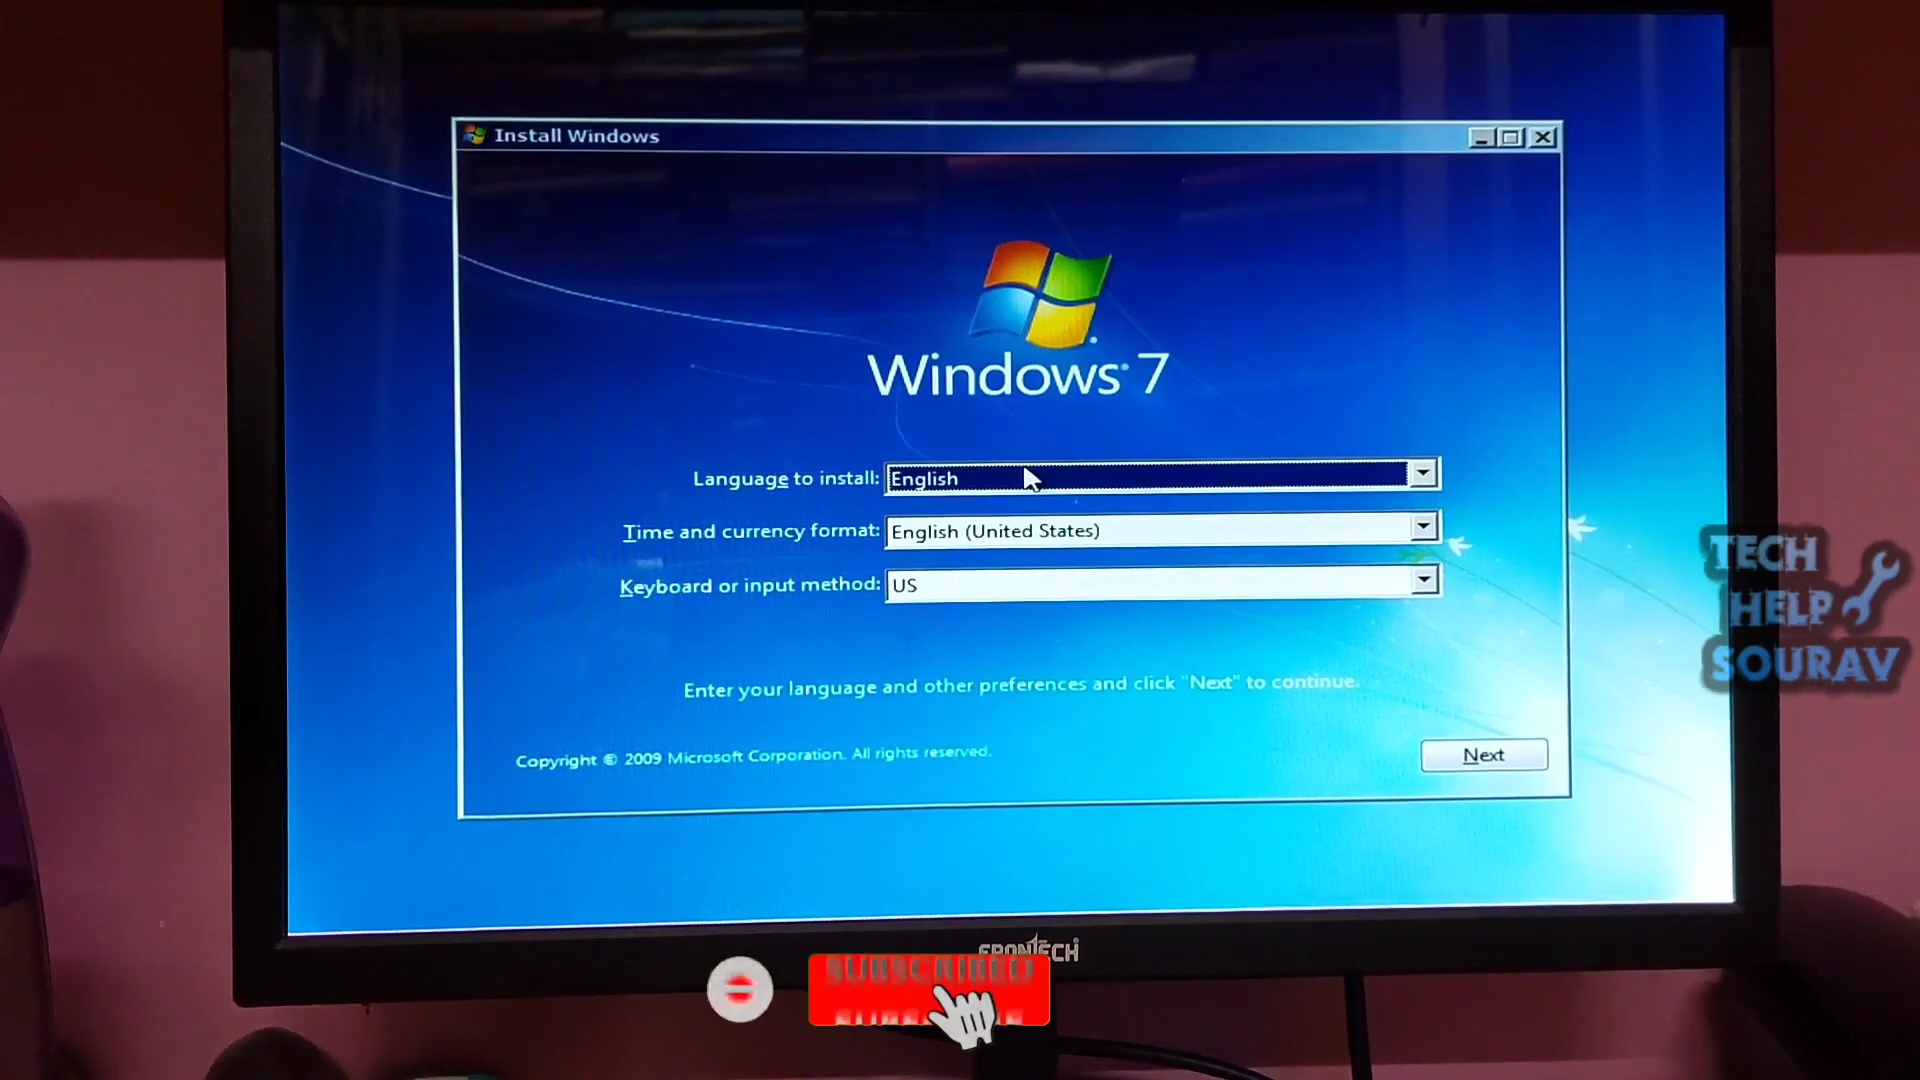 Install Windows
Windows 7
Language to install: English
Time and currency format: English (United States)
Keyboard or input method: US
Enter your language and other preferences and click "Next" to continue.
Copyright © 2009 Microsoft Corporation. All rights reserved.
Next
TECH
HELP
SOURAV
FRONTECH